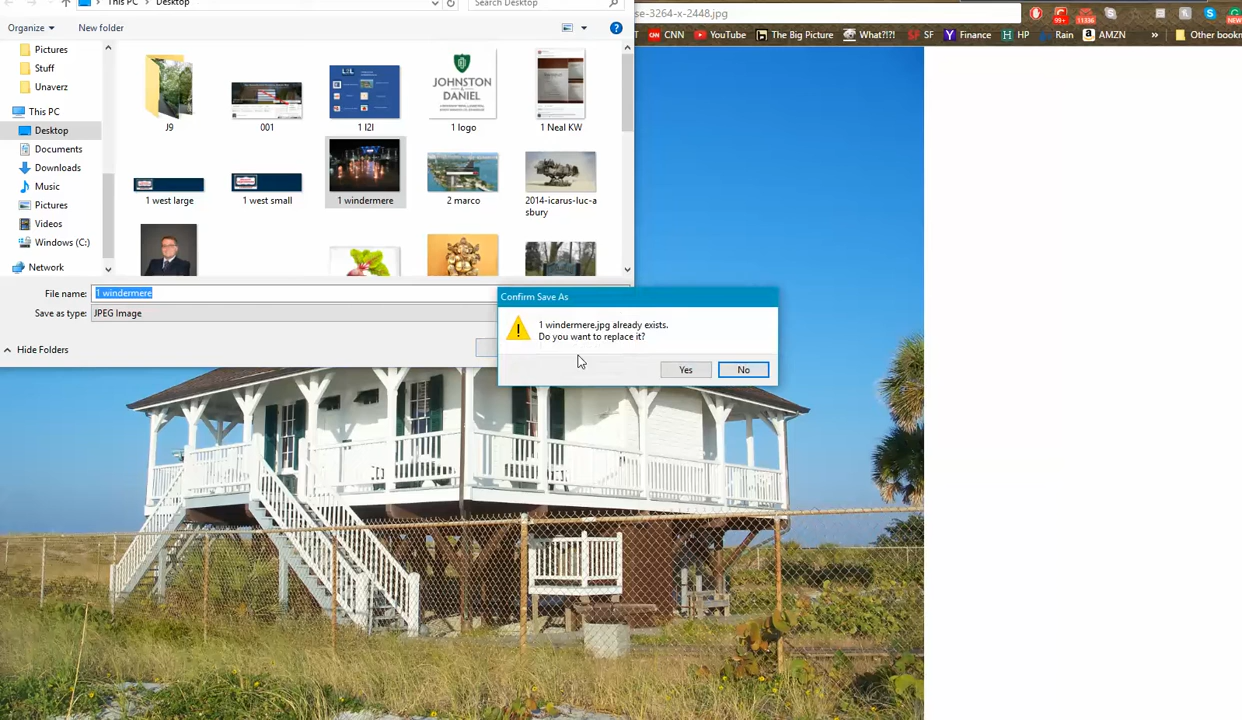 This PC
Desktop
Search Desktop
se-3264-x-2448.jpg
Organize
New folder
99+
11336
CNN
YouTube
The Big Picture
What?!?!
SF
Finance
HP
Rain
AMZN
»
Other bookm
Pictures
Stuff
Unaverz
This PC
Desktop
Documents
Downloads
Music
Pictures
Videos
Windows (C:)
Network
JOHNSTON
& DANIEL
J9
001
1 l2l
1 logo
1 Neal KW
1 west large
1 west small
1 windermere
2 marco
2014-icarus-luc-a
sbury
File name:
1 windermere
Save as type:
JPEG Image
Hide Folders
Confirm Save As
1 windermere.jpg already exists.
Do you want to replace it?
Yes
No